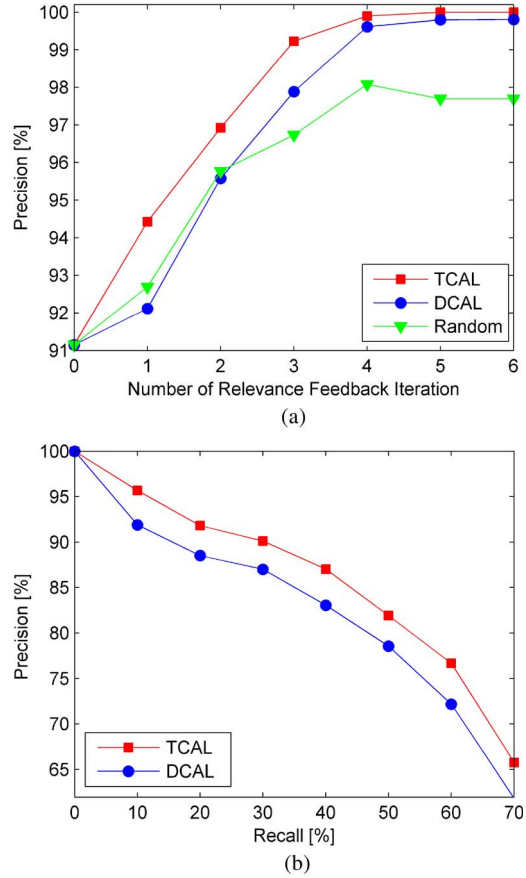 100
99
98
97
96
95
94
93
92
91
Precision [%]
TCAL
DCAL
Random
0 1 2 3 4 5 6
Number of Relevance Feedback Iteration
(a)
100
95
90
85
80
75
70
65
Precision [%]
TCAL
DCAL
0 10 20 30 40 50 60 70
Recall [%]
(b)